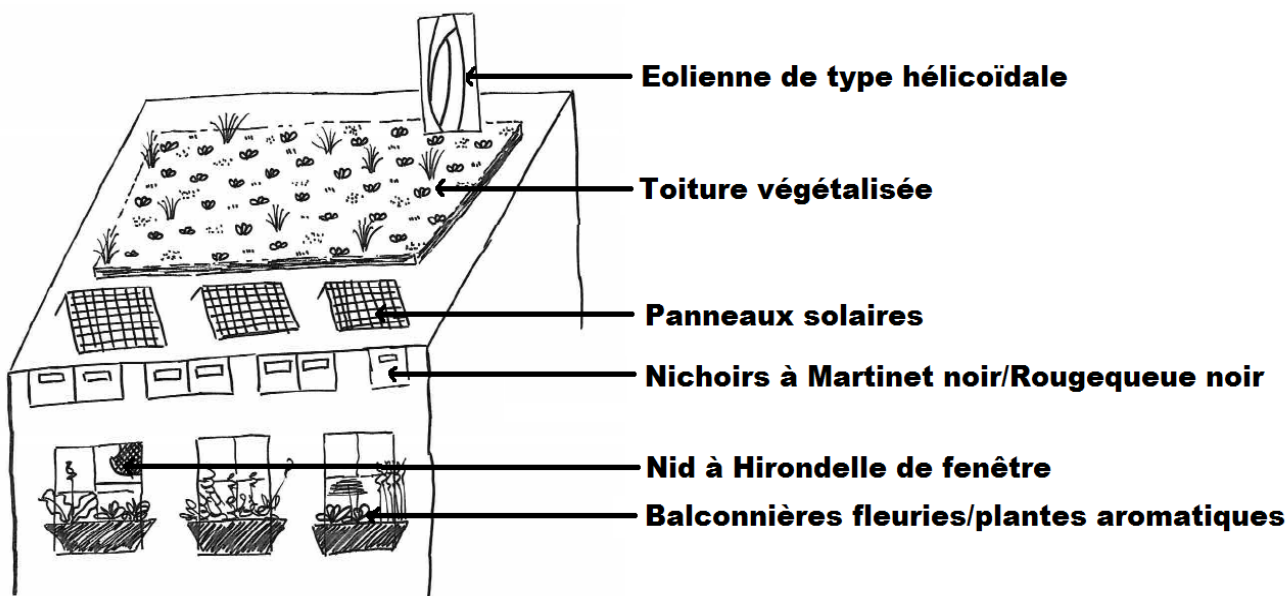 Eolienne de type hélicoïdale
Toiture végétalisée
Panneaux solaires
Nichoirs à Martinet noir/Rougequeue noir
Nid à Hirondelle de fenêtre
Balconnières fleuries/plantes aromatiques